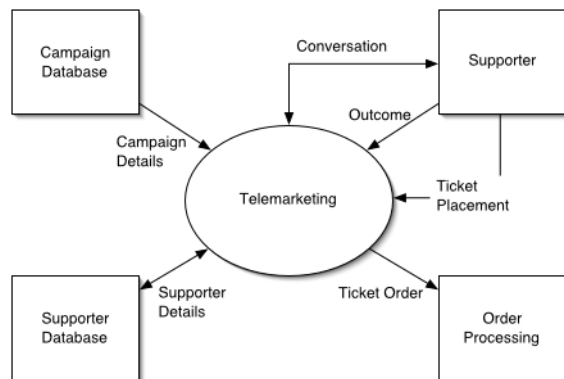 Campaign
Database
Conversation
Supporter
Outcome
Campaign
Details
Telemarketing
Ticket
Placement
Supporter
Database
Supporter
Details
Ticket Order
Order
Processing